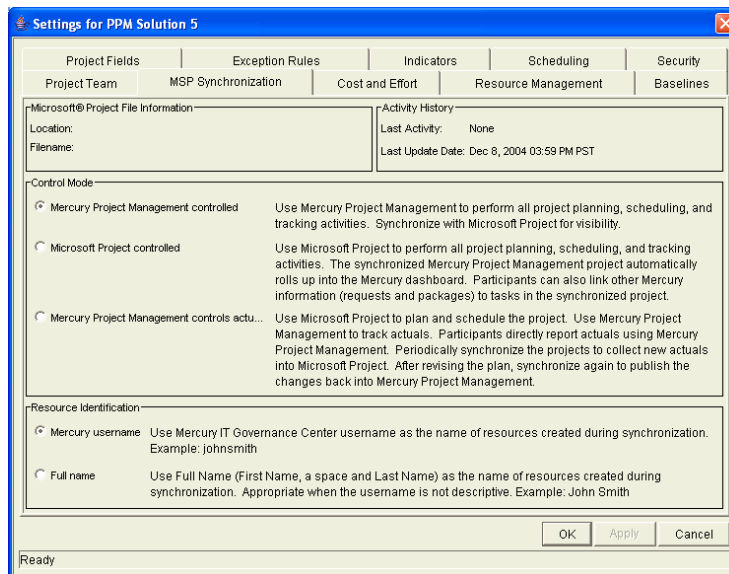 Settings for PPM Solution 5
Project Fields
Exception Rules
Indicators
Scheduling
Security
Project Team
MSP Synchronization
Cost and Effort
Resource Management
Baselines
Microsoft® Project File Information
Location:
Filename:
Activity History
Last Activity: None
Last Update Date: Dec 8, 2004 03:59 PM PST
Control Mode
Mercury Project Management controlled
Use Mercury Project Management to perform all project planning, scheduling, and
tracking activities. Synchronize with Microsoft Project for visibility.
Microsoft Project controlled
Use Microsoft Project to perform all project planning, scheduling, and tracking
activities. The synchronized Mercury Project Management project automatically
rolls up into the Mercury dashboard. Participants can also link other Mercury
information (requests and packages) to tasks in the synchronized project.
Mercury Project Management controls actu...
Use Microsoft Project to plan and schedule the project. Use Mercury Project
Management to track actuals. Participants directly report actuals using Mercury
Project Management. Periodically synchronize the projects to collect new actuals
into Microsoft Project. After revising the plan, synchronize again to publish the
changes back into Mercury Project Management.
Resource Identification
Mercury username
Use Mercury IT Governance Center username as the name of resources created during synchronization.
Example: johnsmith
Full name
Use Full Name (First Name, a space and Last Name) as the name of resources created during
synchronization. Appropriate when the username is not descriptive. Example: John Smith
OK
Apply
Cancel
Ready